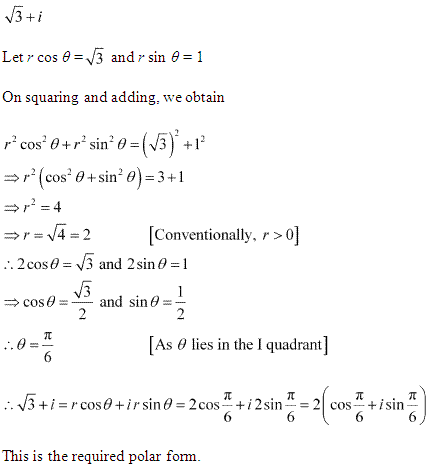 √3 + i
Let r cos θ = √3 and r sin θ = 1
On squaring and adding, we obtain
r² cos² θ + r² sin² θ = (√3)² + 1²
⇒ r² (cos² θ + sin² θ) = 3 + 1
⇒ r² = 4
⇒ r = √4 = 2 [Conventionally, r > 0]
∴ 2 cos θ = √3 and 2 sin θ = 1
⇒ cos θ = √3/2 and sin θ = 1/2
∴ θ = π/6 [As θ lies in the I quadrant]
∴ √3 + i = r cos θ + i r sin θ = 2 cos π/6 + i 2 sin π/6 = 2(cos π/6 + i sin π/6)
This is the required polar form.